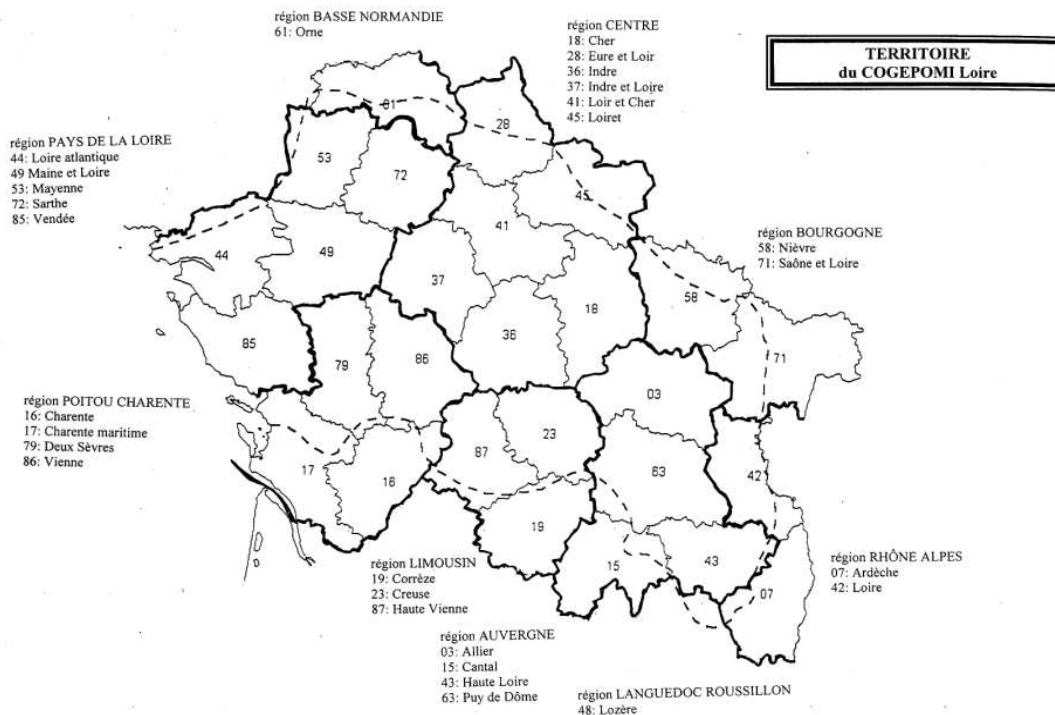 région BASSE NORMANDIE
61: Orne
région CENTRE
18: Cher
28: Eure et Loir
36: Indre
37: Indre et Loire
41: Loir et Cher
45: Loiret
TERRITOIRE
du COGEPOMI Loire
région PAYS DE LA LOIRE
44: Loire atlantique
49 Maine et Loire
53: Mayenne
72: Sarthe
85: Vendée
région BOURGOGNE
58: Nièvre
71: Saône et Loire
région POITOU CHARENTE
16: Charente
17: Charente maritime
79: Deux Sèvres
86: Vienne
région LIMOUSIN
19: Corrèze
23: Creuse
87: Haute Vienne
région RHÔNE ALPES
07: Ardèche
42: Loire
région AUVERGNE
03: Allier
15: Cantal
43: Haute Loire
63: Puy de Dôme
région LANGUEDOC ROUSSILLON
48: Lozère
61
28
53
72
45
41
44
49
37
58
18
36
85
79
86
71
03
23
87
63
42
17
16
19
15
43
07